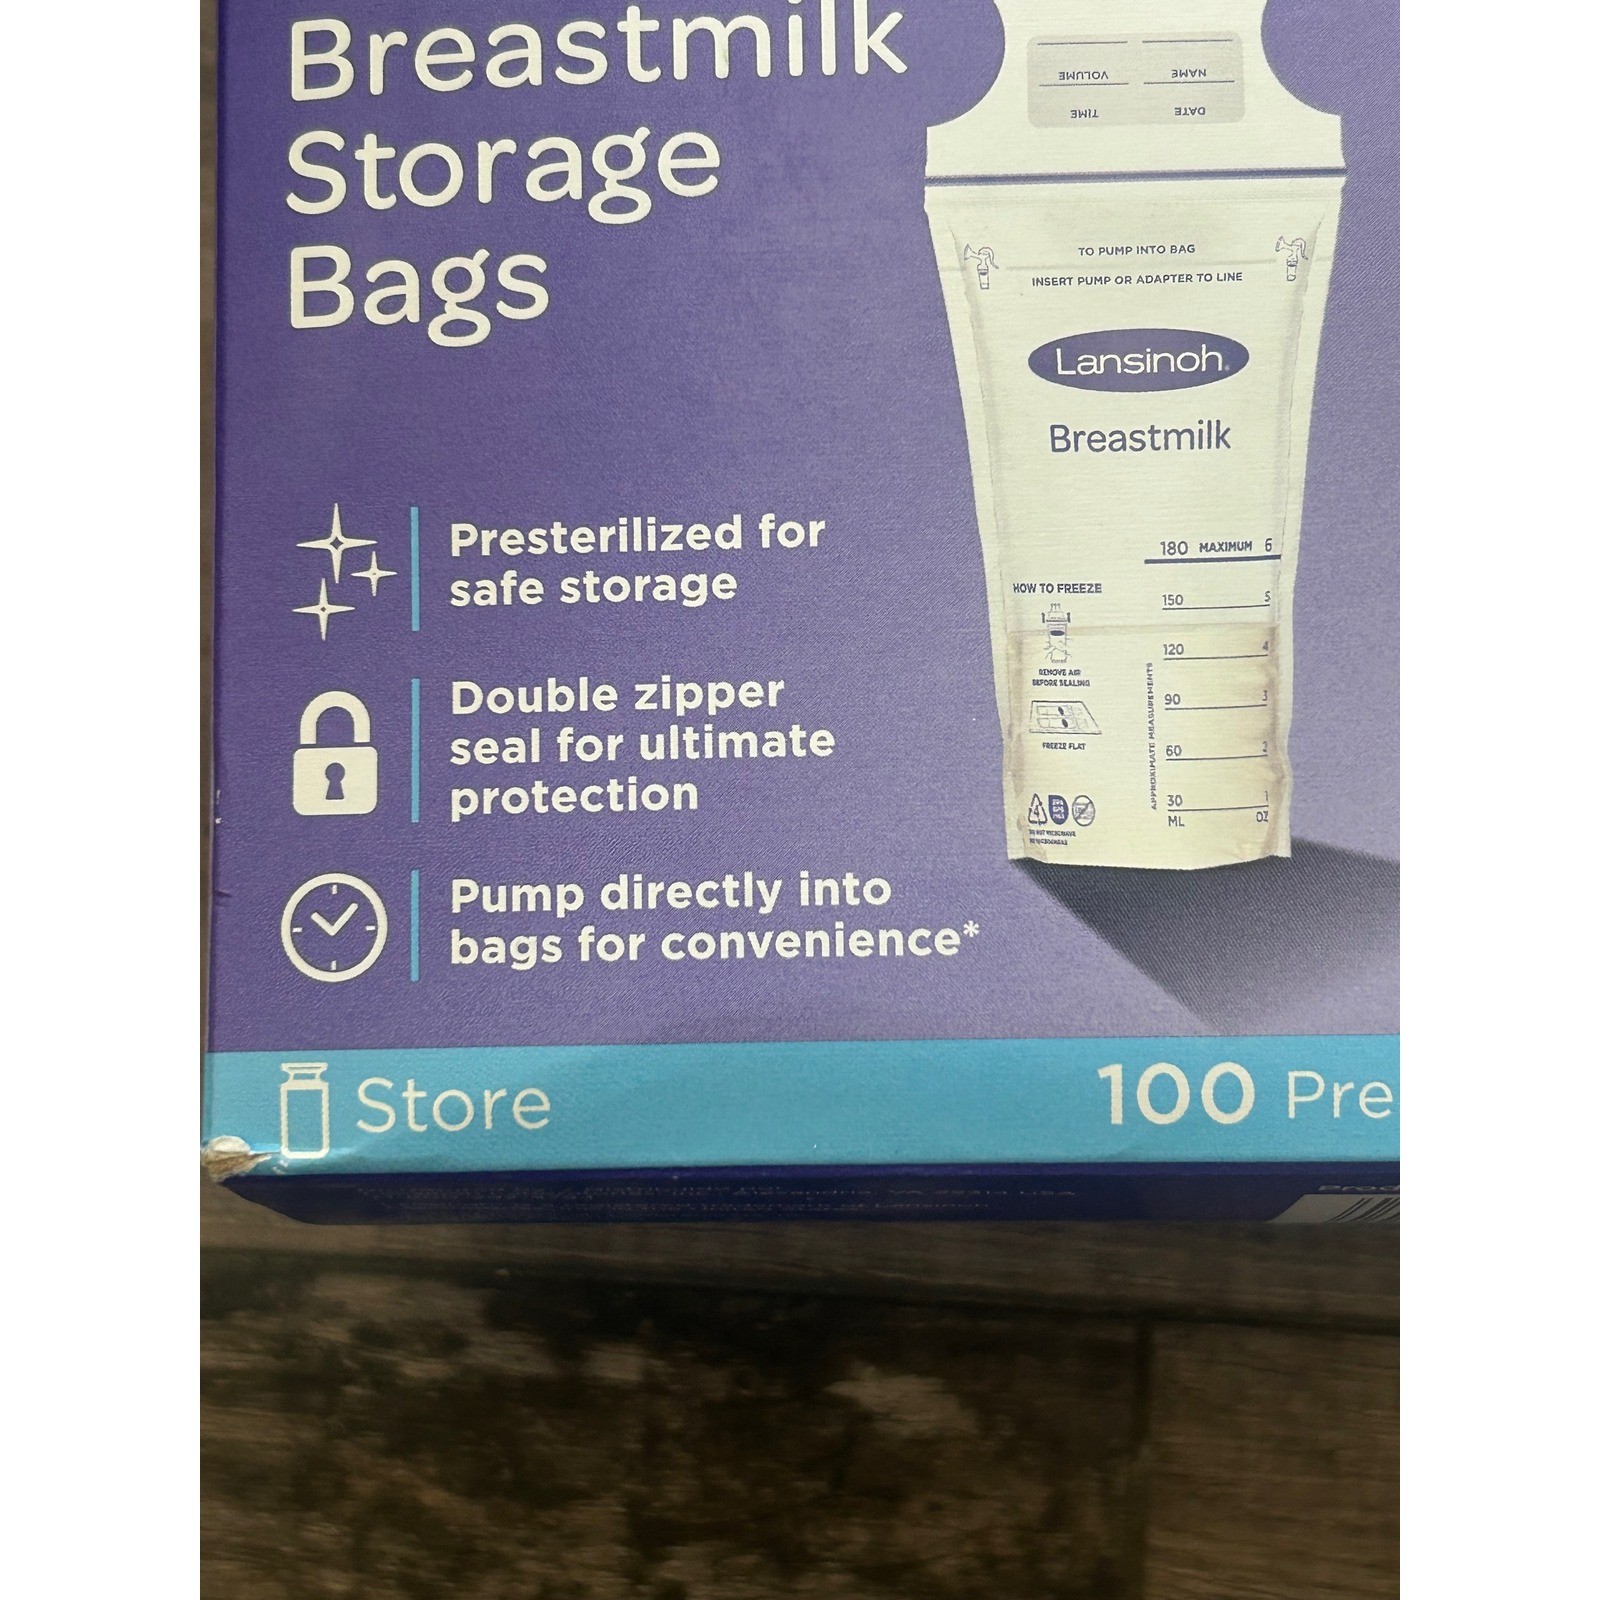 Breastmilk
Storage
Bags
VOLUME NAME
TIME DATE
TO PUMP INTO BAG
INSERT PUMP OR ADAPTER TO LINE
Lansinoh
Breastmilk
180 MAXIMUM 6
150 5
120 4
90 3
60 2
30 1
ML OZ
APPROXIMATE MEASUREMENTS
HOW TO FREEZE
REMOVE AIR
BEFORE SEALING
FREEZE FLAT
Presterilized for
safe storage
Double zipper
seal for ultimate
protection
Pump directly into
bags for convenience*
Store
100 Pre